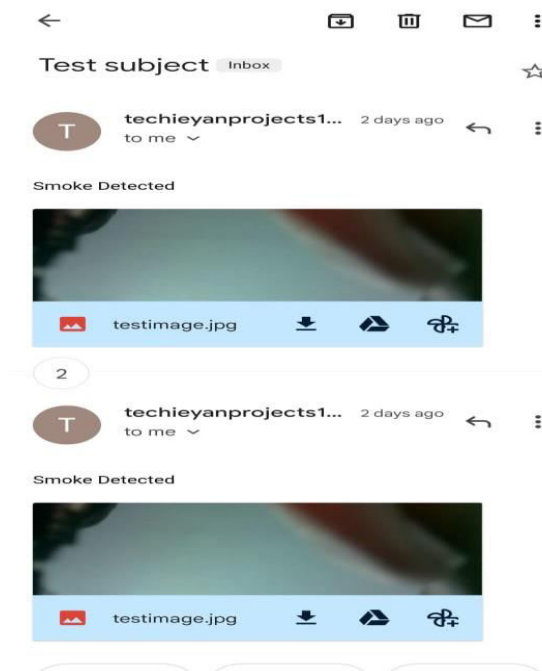 Test subject Inbox
techieyanprojects1... 2 days ago
T
to me
Smoke Detected
testimage.jpg
2
techieyanprojects1... 2 days ago
T
to me
Smoke Detected
testimage.jpg